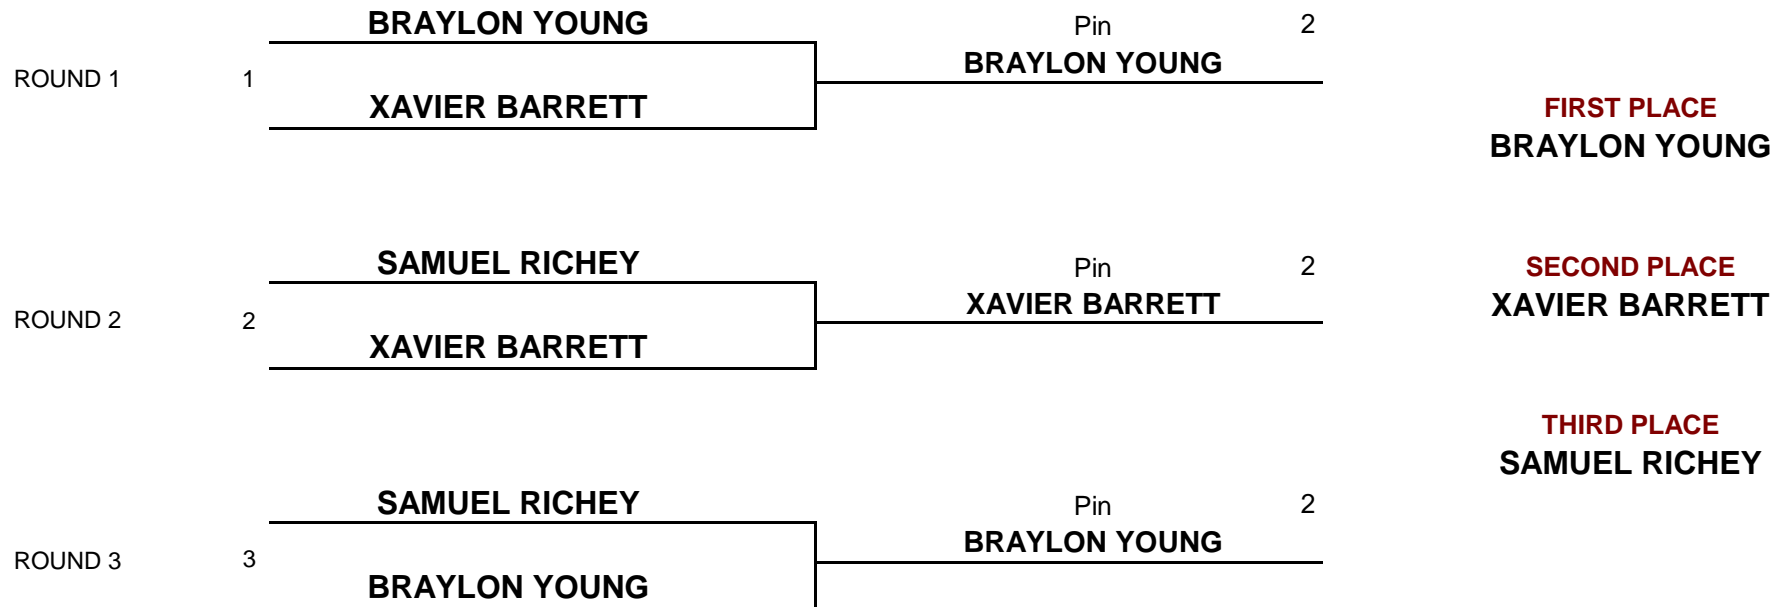 BRAYLON YOUNG
Pin 2
BRAYLON YOUNG
ROUND 1 1
XAVIER BARRETT
FIRST PLACE
BRAYLON YOUNG
SAMUEL RICHEY
Pin 2
SECOND PLACE
XAVIER BARRETT
XAVIER BARRETT
ROUND 2 2
XAVIER BARRETT
THIRD PLACE
SAMUEL RICHEY
SAMUEL RICHEY
Pin 2
BRAYLON YOUNG
ROUND 3 3
BRAYLON YOUNG